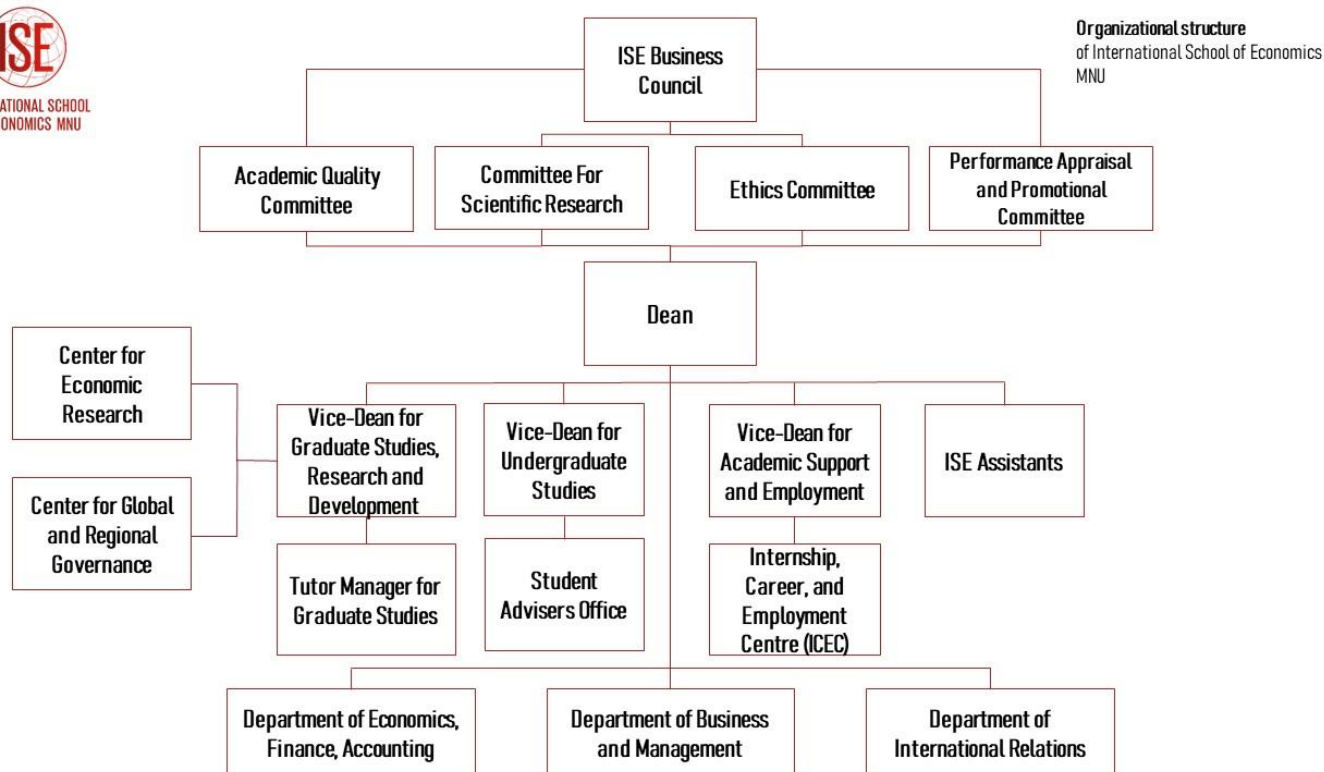 ISE
ATIONAL SCHOOL
ONOMICS MNU
Organizational structure
of International School of Economics
MNU
ISE Business
Council
Academic Quality
Committee
Committee For
Scientific Research
Ethics Committee
Performance Appraisal
and Promotional
Committee
Dean
Center for
Economic
Research
Center for Global
and Regional
Governance
Vice-Dean for
Graduate Studies,
Research and
Development
Vice-Dean for
Undergraduate
Studies
Vice-Dean for
Academic Support
and Employment
ISE Assistants
Tutor Manager for
Graduate Studies
Student
Advisers Office
Internship,
Career, and
Employment
Centre (ICEC)
Department of Economics,
Finance, Accounting
Department of Business
and Management
Department of
International Relations